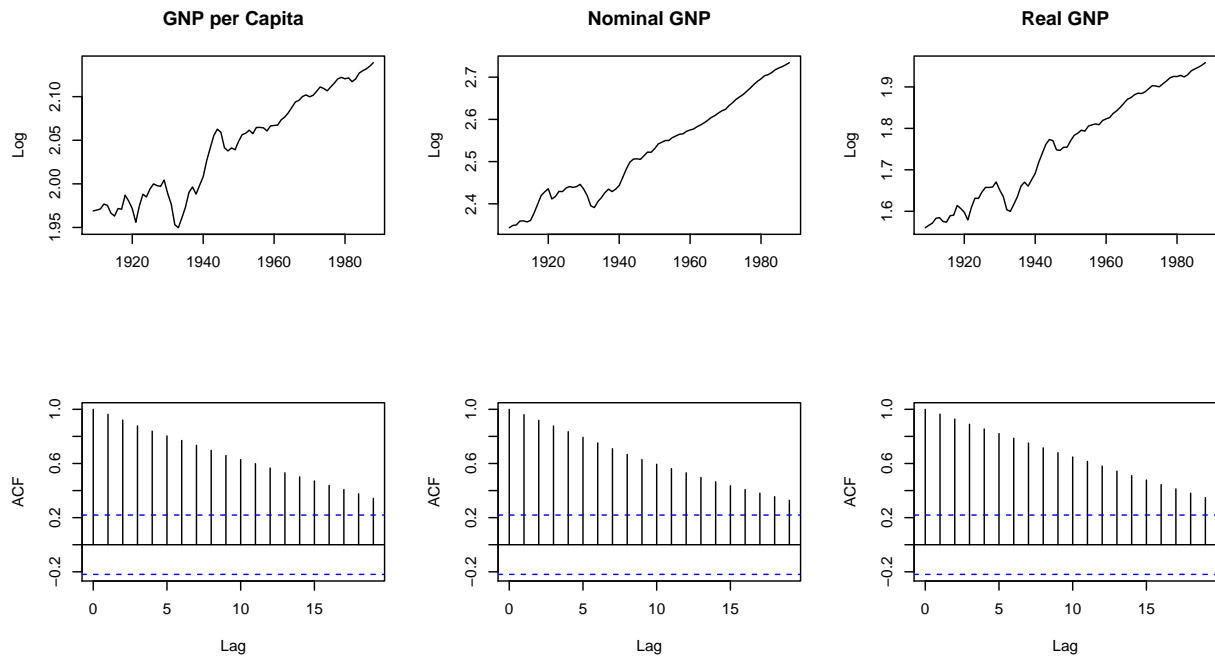 GNP per Capita
Log
1.95 2.00 2.05 2.10
1920 1940 1960 1980
Nominal GNP
Log
2.4 2.5 2.6 2.7
1920 1940 1960 1980
Real GNP
Log
1.6 1.7 1.8 1.9
1920 1940 1960 1980
ACF
−0.2 0.2 0.6 1.0
0 5 10 15
Lag
ACF
−0.2 0.2 0.6 1.0
0 5 10 15
Lag
ACF
−0.2 0.2 0.6 1.0
0 5 10 15
Lag